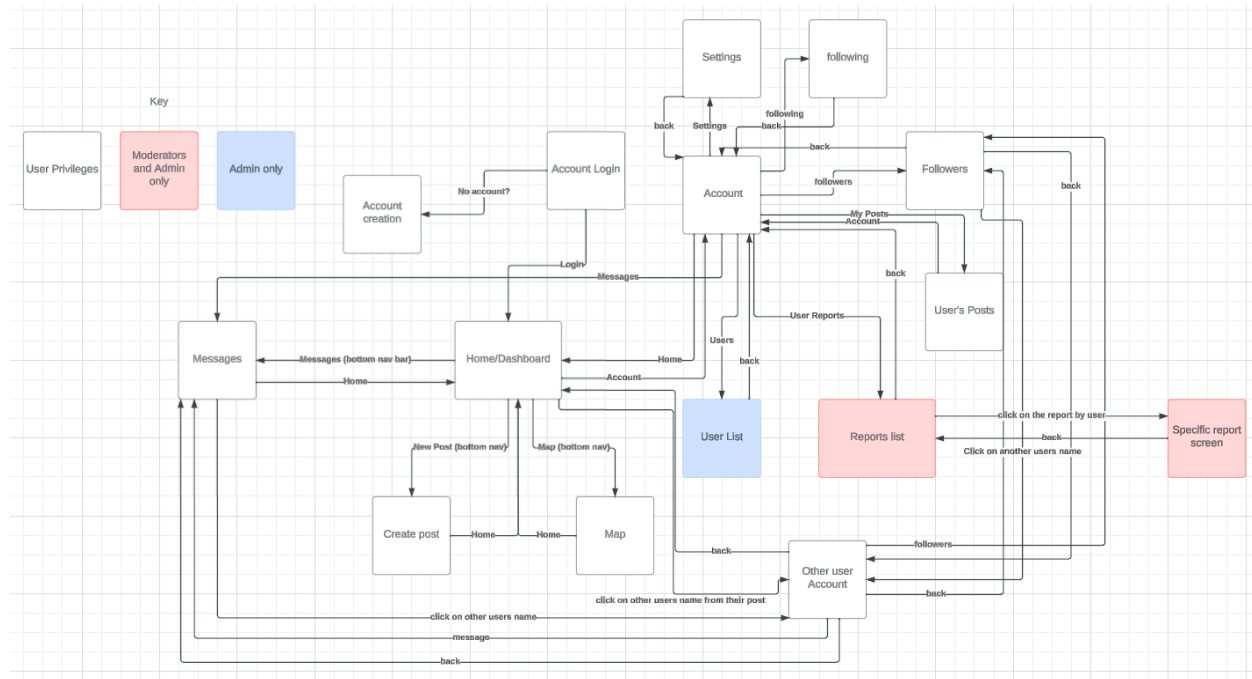 Settings
following
Key
following
back
Settings
back
User Privileges
Moderators
and Admin
only
Admin only
Account Login
back
Followers
No account?
followers
back
Account
Account
creation
My Posts
Account
Login
Messages
back
User's Posts
User Reports
Messages
Messages (bottom nav bar)
Home/Dashboard
Home
Users
back
Home
Account
User List
Reports list
click on the report by user
Specific report
screen
back
Click on another users name
New Post (bottom nav)
Map (bottom nav)
Create post
Home
Home
Map
back
followers
Other user
Account
click on other users name from their post
back
click on other users name
message
back